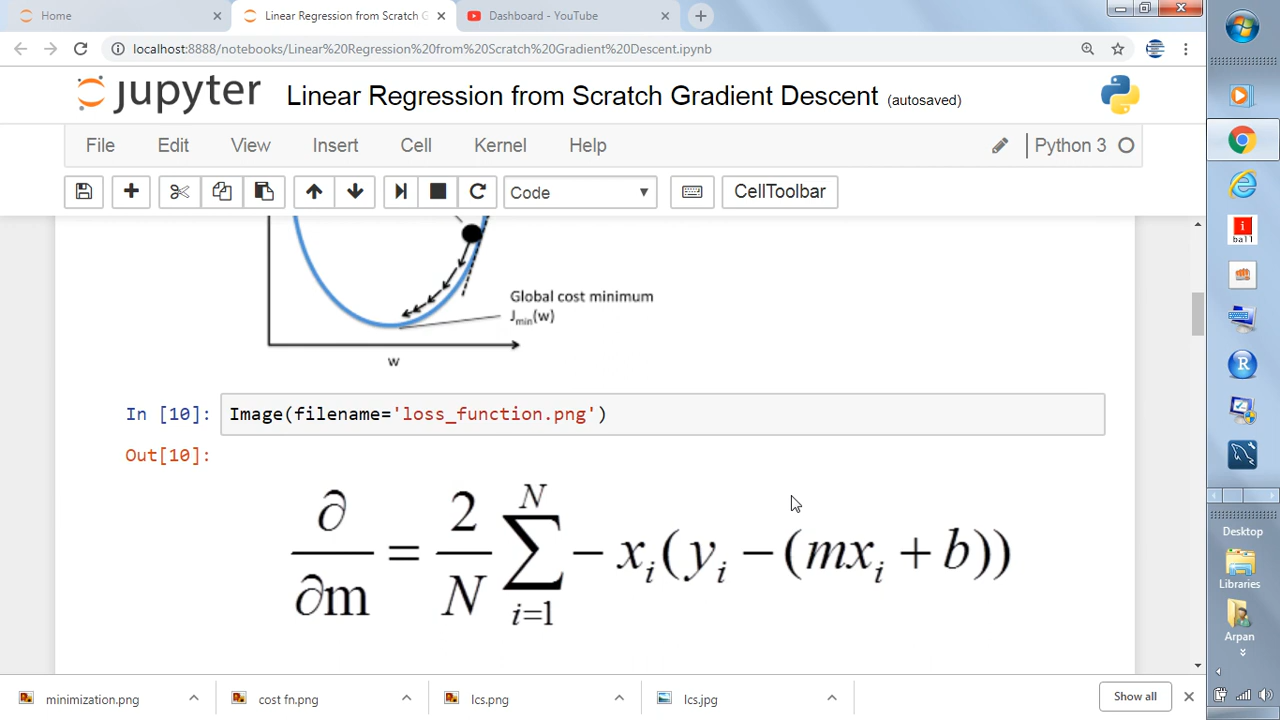 Home
Linear Regression from Scratch G
Dashboard - YouTube
localhost:8888/notebooks/Linear%20Regression%20from%20Scratch%20Gradient%20Descent.ipynb
jupyter Linear Regression from Scratch Gradient Descent (autosaved)
File Edit View Insert Cell Kernel Help
Python 3
Code
CellToolbar
Global cost minimum
Jmin(w)
w
In [10]: Image(filename='loss_function.png')
Out[10]:
∂/∂m = 2/N ∑ i=1 N − xi(yi − (mxi + b))
minimization.png
cost fn.png
lcs.png
lcs.jpg
Show all
i
ball
R
Desktop
Libraries
Arpan